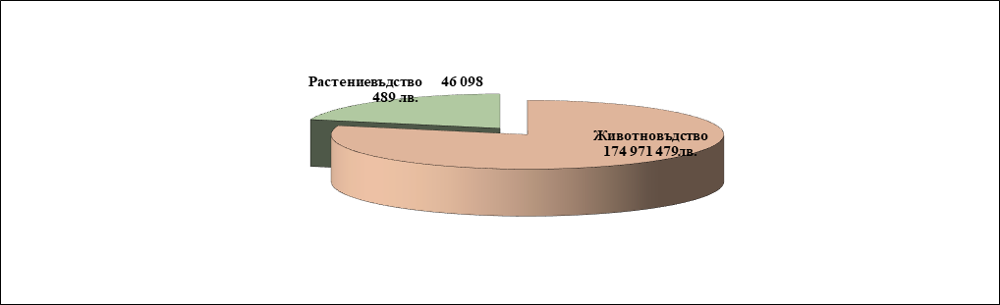 Растениевъдство 46 098
489 лв.
Животновъдство
174 971 479лв.